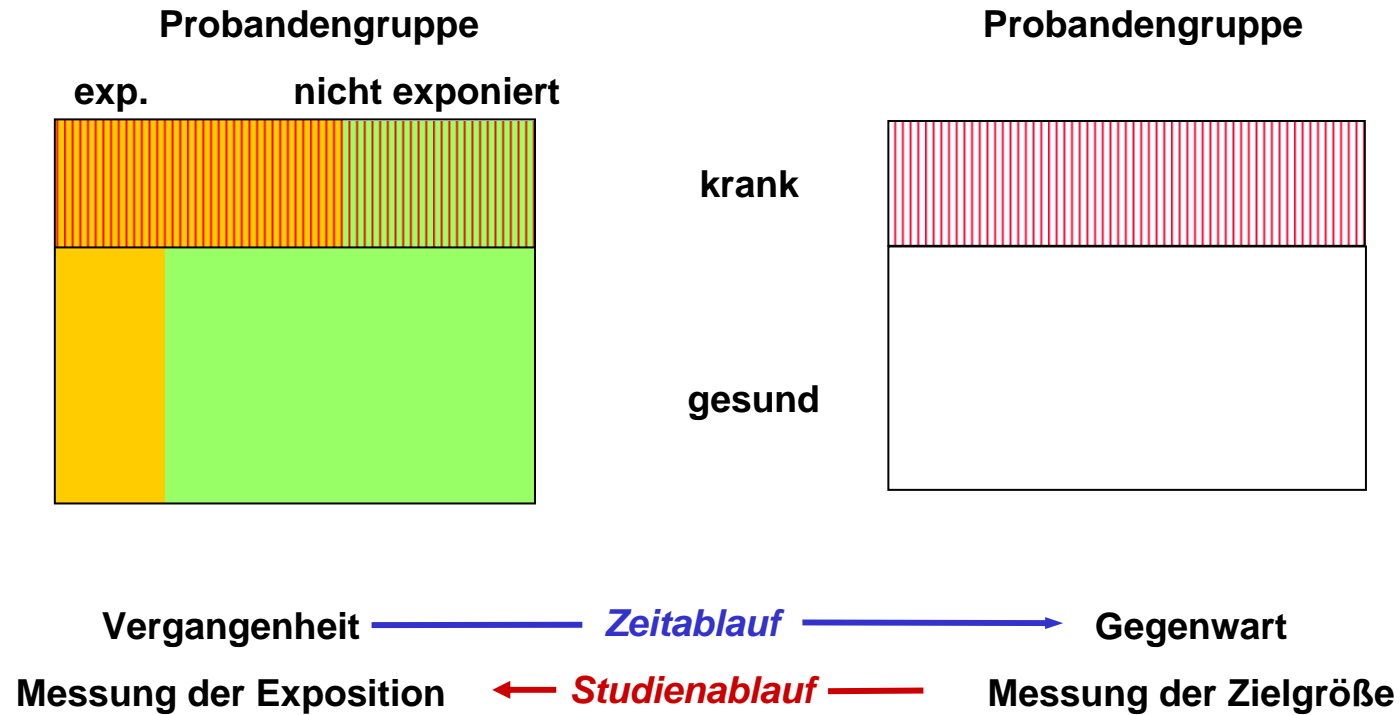 Probandengruppe Probandengruppe
exp. nicht exponiert
krank
gesund
Vergangenheit Zeitablauf Gegenwart
Messung der Exposition Studienablauf Messung der Zielgröße